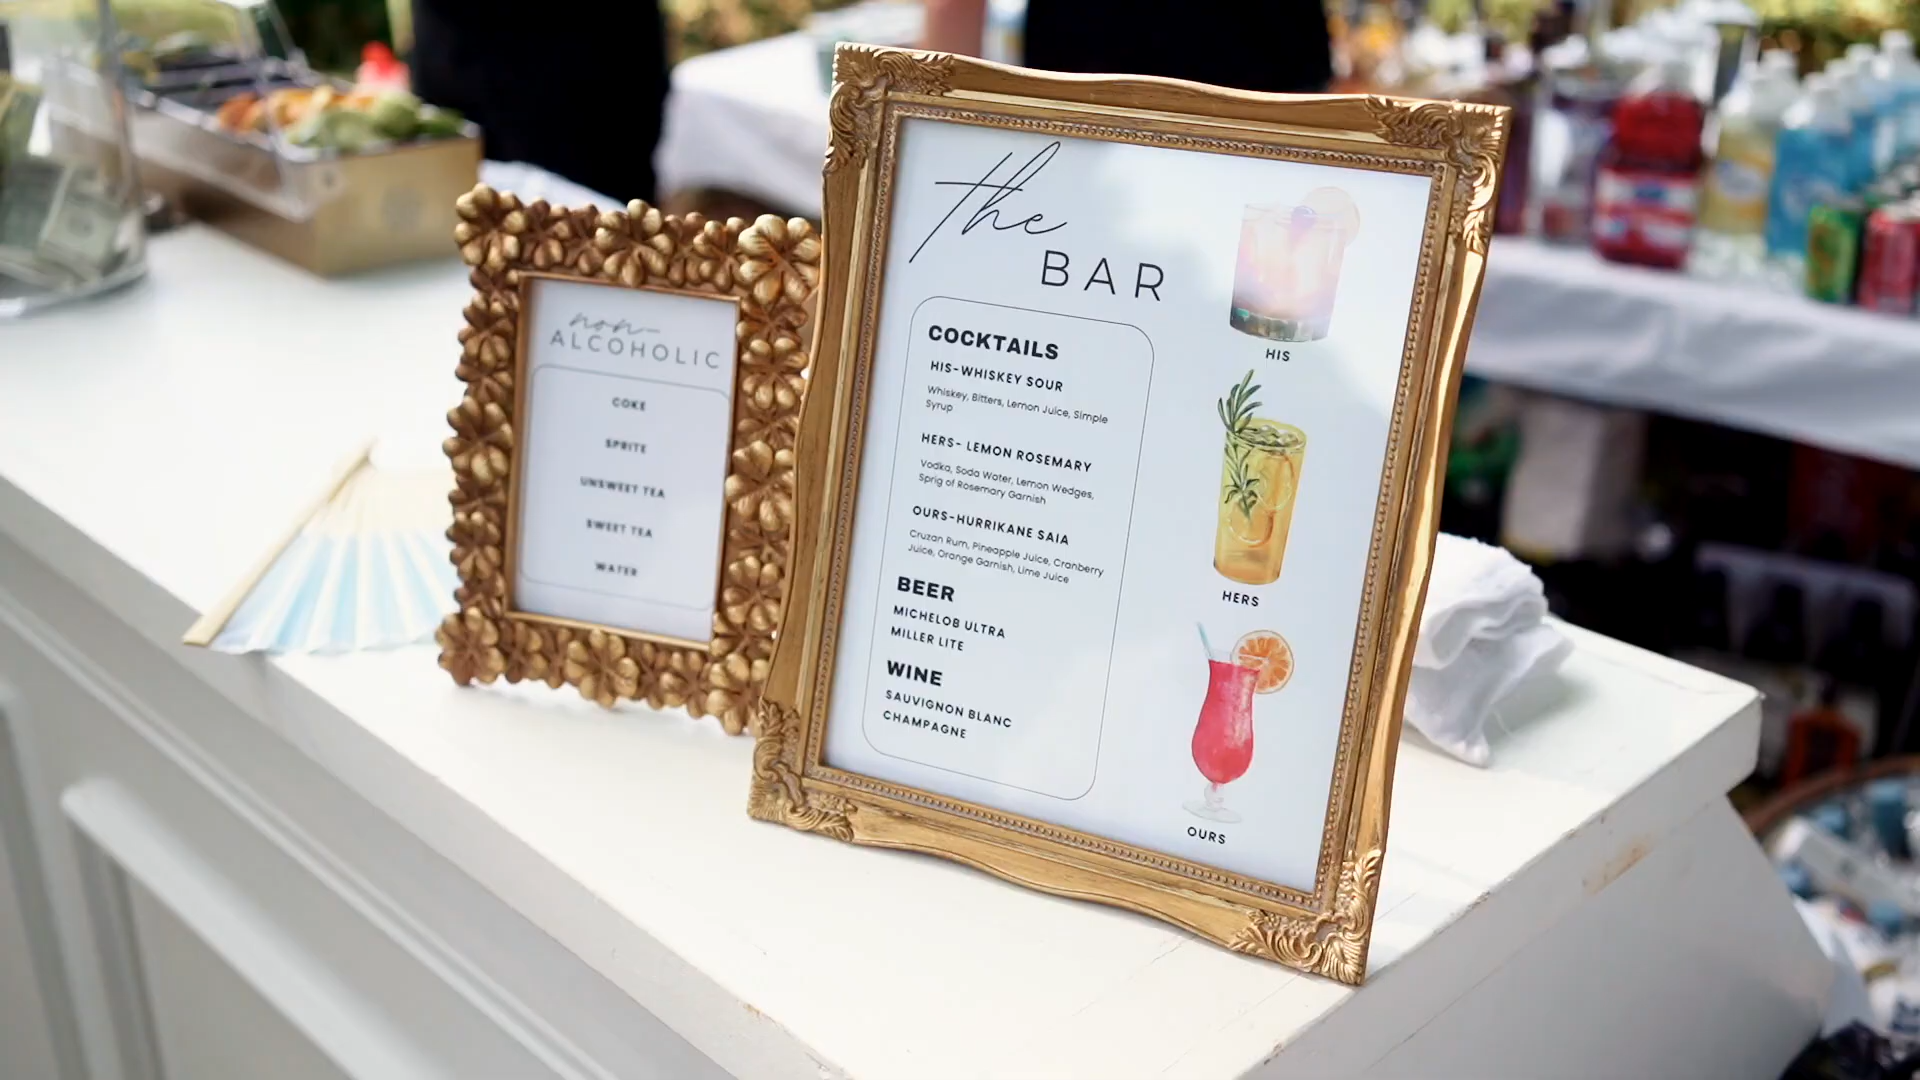 non-
ALCOHOLIC
COKE
SPRITE
UNSWEET TEA
SWEET TEA
WATER
the
BAR
COCKTAILS
HIS-WHISKEY SOUR
Whiskey, Bitters, Lemon Juice, Simple
Syrup
HERS- LEMON ROSEMARY
Vodka, Soda Water, Lemon Wedges,
Sprig of Rosemary Garnish
OURS-HURRIKANE SAIA
Cruzan Rum, Pineapple Juice, Cranberry
Juice, Orange Garnish, Lime Juice
BEER
MICHELOB ULTRA
MILLER LITE
WINE
SAUVIGNON BLANC
CHAMPAGNE
HIS
HERS
OURS